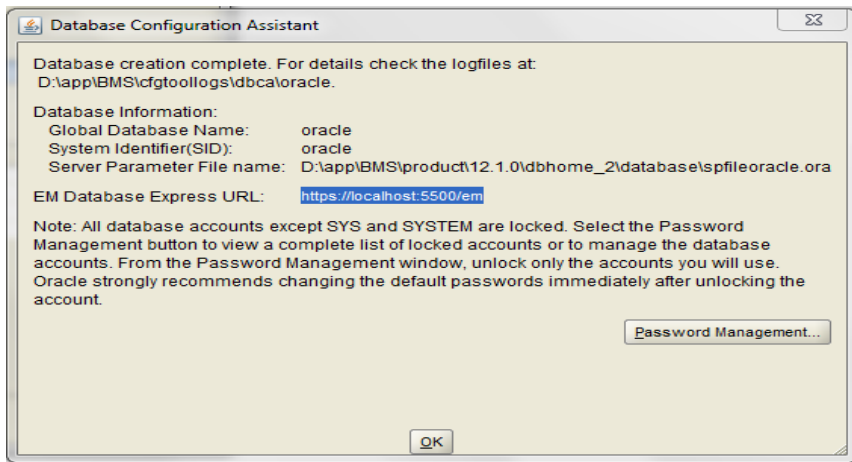 Database Configuration Assistant
Database creation complete. For details check the logfiles at:
D:\app\BMS\cfgtoollogs\dbca\oracle.
Database Information:
Global Database Name: oracle
System Identifier(SID): oracle
Server Parameter File name: D:\app\BMS\product\12.1.0\dbhome_2\database\spfileoracle.ora
EM Database Express URL: https://localhost:5500/em
Note: All database accounts except SYS and SYSTEM are locked. Select the Password
Management button to view a complete list of locked accounts or to manage the database
accounts. From the Password Management window, unlock only the accounts you will use.
Oracle strongly recommends changing the default passwords immediately after unlocking the
account.
Password Management...
OK